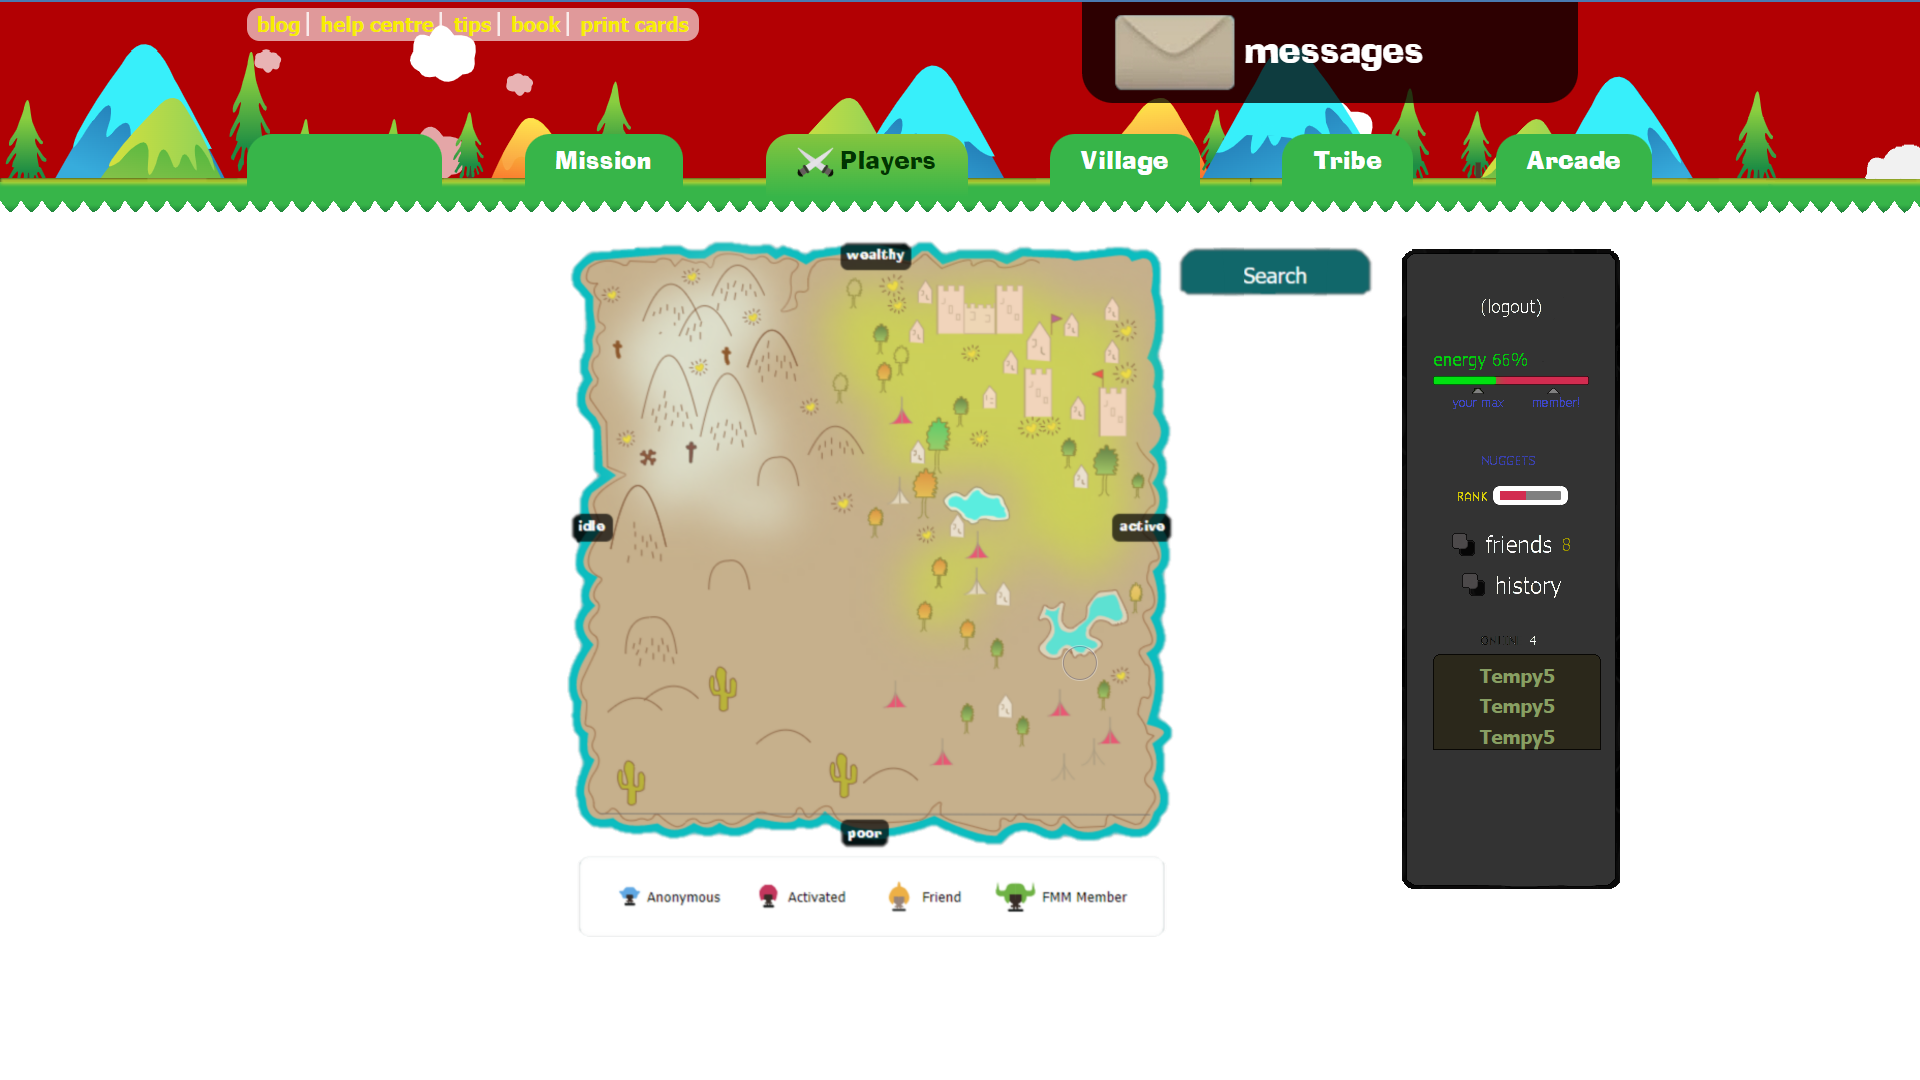 blog help centre tips book print cards
messages
Mission Players Village Tribe Arcade
wealthy
Search
(logout)
energy 66%
your max member!
NUGGETS
RANK
idle
active
friends 8
history
4
Tempy5
Tempy5
Tempy5
poor
Anonymous Activated Friend FMM Member